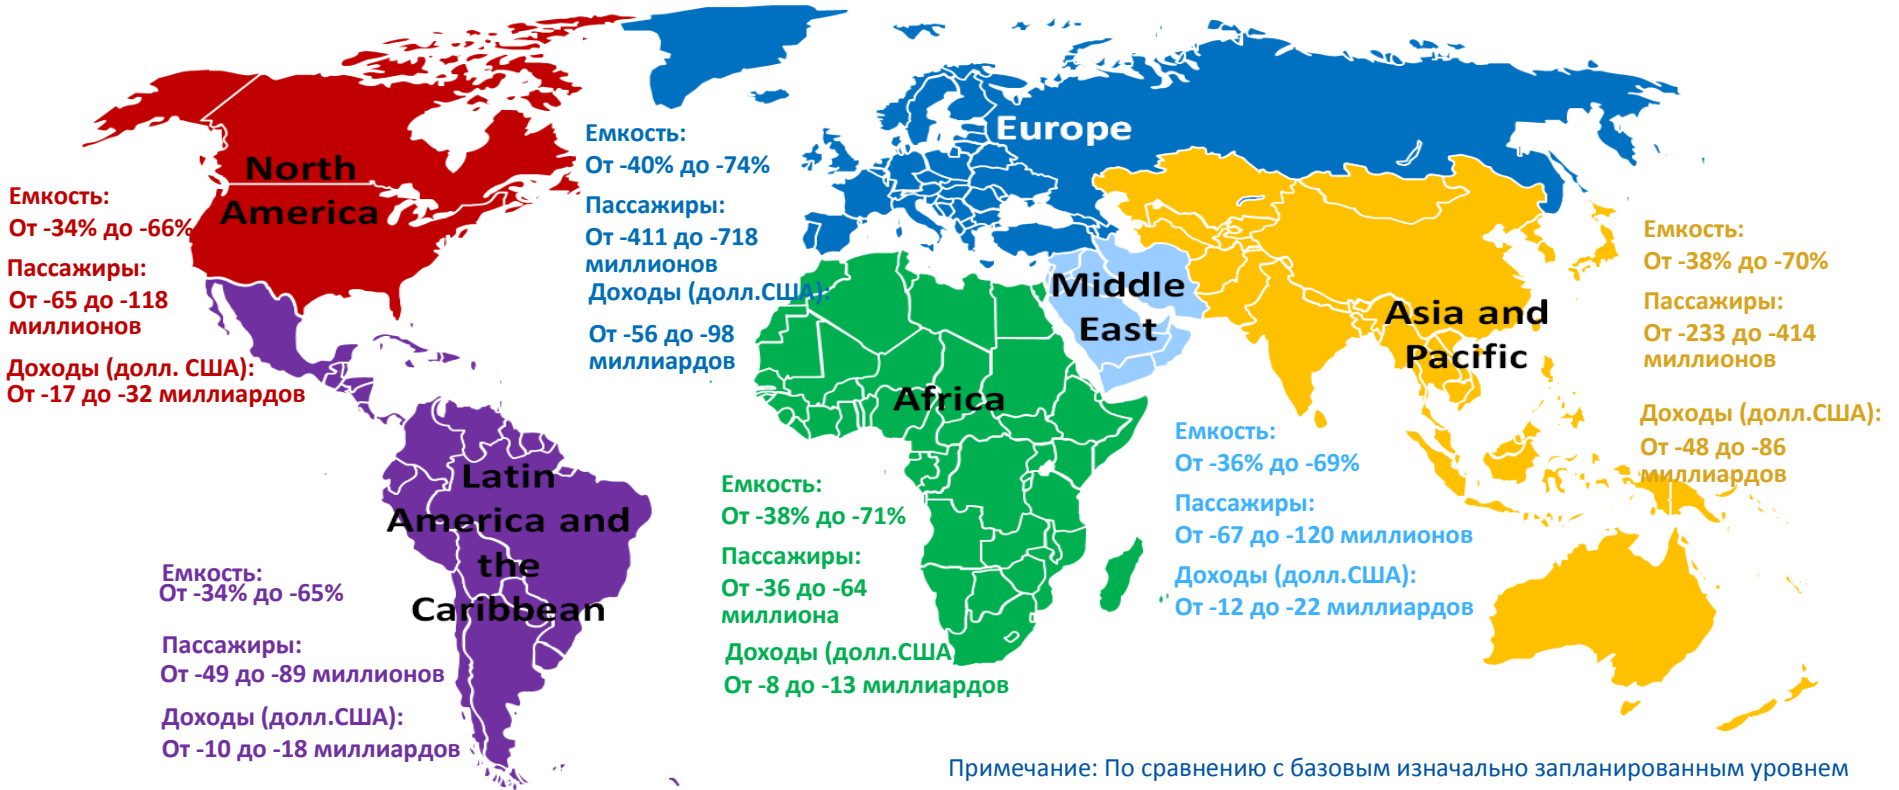 North
America
Емкость:
От -34% до -66%
Пассажиры:
От -65 до -118
миллионов
Доходы (долл. США):
От -17 до -32 миллиардов
Емкость:
От -40% до -74%
Пассажиры:
От -411 до -718
миллионов
Доходы (долл.США):
От -56 до -98
миллиардов
Europe
Middle
East
Asia and
Pacific
Емкость:
От -38% до -70%
Пассажиры:
От -233 до -414
миллионов
Доходы (долл.США):
От -48 до -86
миллиардов
Africa
Емкость:
От -36% до -69%
Пассажиры:
От -67 до -120 миллионов
Доходы (долл.США):
От -12 до -22 миллиардов
Latin
America and
the
Caribbean
Емкость:
От -38% до -71%
Пассажиры:
От -36 до -64
миллиона
Доходы (долл.США
От -8 до -13 миллиардов
Емкость:
От -34% до -65%
Пассажиры:
От -49 до -89 миллионов
Доходы (долл.США):
От -10 до -18 миллиардов
Примечание: По сравнению с базовым изначально запланированным уровнем